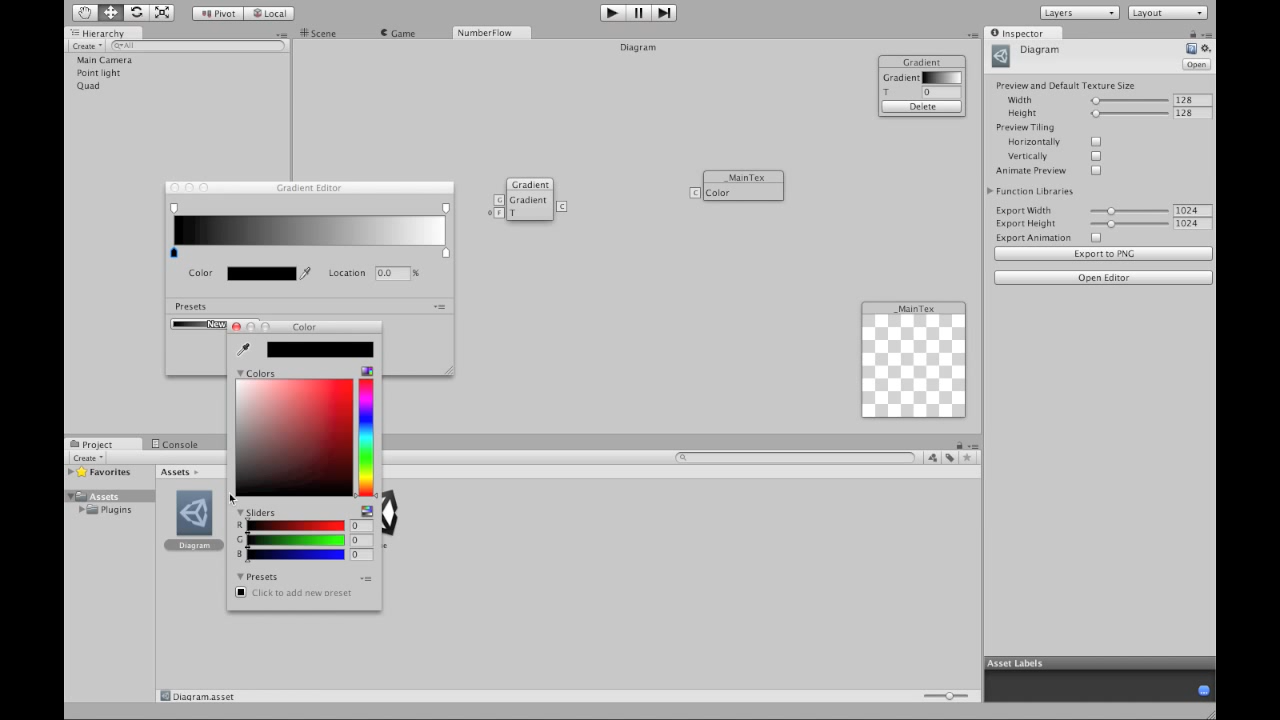 Pivot
Local
Layers
Layout
Hierarchy
Create
All
Main Camera
Point light
Quad
Scene
Game
NumberFlow
Diagram
Gradient
Gradient
T
0
Delete
Gradient
G
Gradient
0
F
T
C
_MainTex
C
Color
_MainTex
Gradient Editor
Color
Location
0.0
%
Presets
New
Color
Colors
Sliders
R
0
G
0
B
0
Presets
Click to add new preset
Project
Console
Create
Favorites
Assets
Plugins
Assets
Diagram
Diagram.asset
Inspector
Diagram
Open
Preview and Default Texture Size
Width
128
Height
128
Preview Tiling
Horizontally
Vertically
Animate Preview
Function Libraries
Export Width
1024
Export Height
1024
Export Animation
Export to PNG
Open Editor
Asset Labels